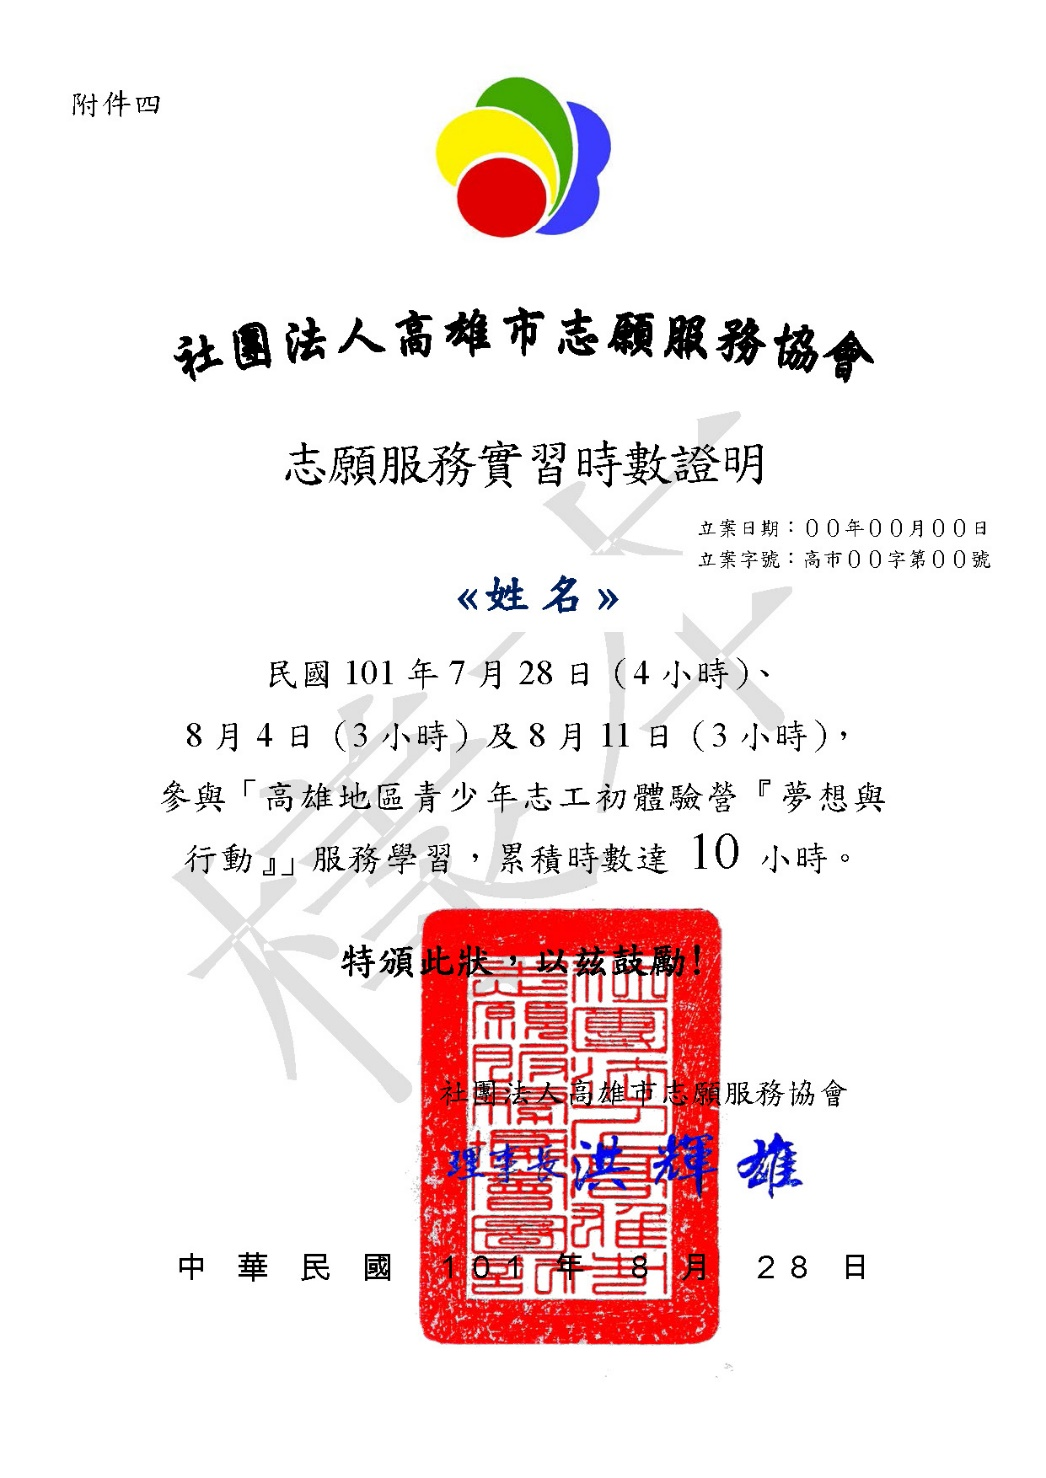 附件四
社團法人高雄市志願服務協會
志願服務實習時數證明
立案日期：００年００月００日
立案字號：高市００字第００號
«姓名»
民國 101 年 7 月 28 日（4 小時）、
8 月 4 日（3 小時）及 8 月 11 日（3 小時），
參與「高雄地區青少年志工初體驗營『夢想與
行動』」服務學習，累積時數達 10 小時。
特頒此狀，以茲鼓勵!
社團法人高雄市志願服務協會
理事長 洪輝雄
中華民國 101 年 8 月 28 日
樣本